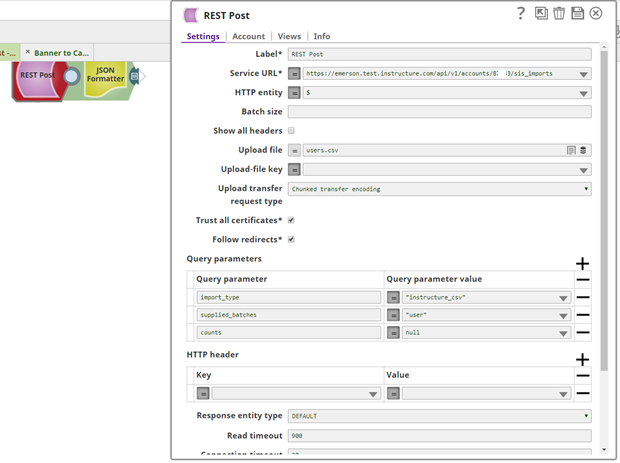 REST Post
Settings Account Views Info
st -... × Banner to Ca...
REST Post
JSON
Formatter
Label* REST Post
Service URL* = https://emerson.test.instructure.com/api/v1/accounts/8 3/sis_imports
HTTP entity = $
Batch size
Show all headers
Upload file = users.csv
Upload-file key =
Upload transfer
request type
Chunked transfer encoding
Trust all certificates*
Follow redirects*
Query parameters
Query parameter Query parameter value
import_type = "instructure_csv"
supplied_batches = "user"
counts = null
HTTP header
Key Value
= =
Response entity type DEFAULT
Read timeout 900